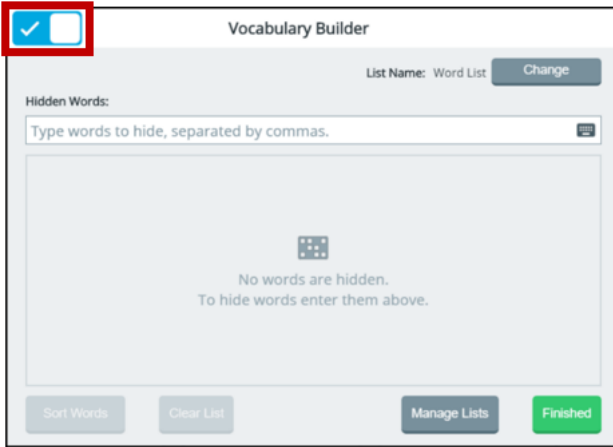 Vocabulary Builder
List Name: Word List Change
Hidden Words:
Type words to hide, separated by commas.
No words are hidden.
To hide words enter them above.
Sort Words Clear List Manage Lists Finished